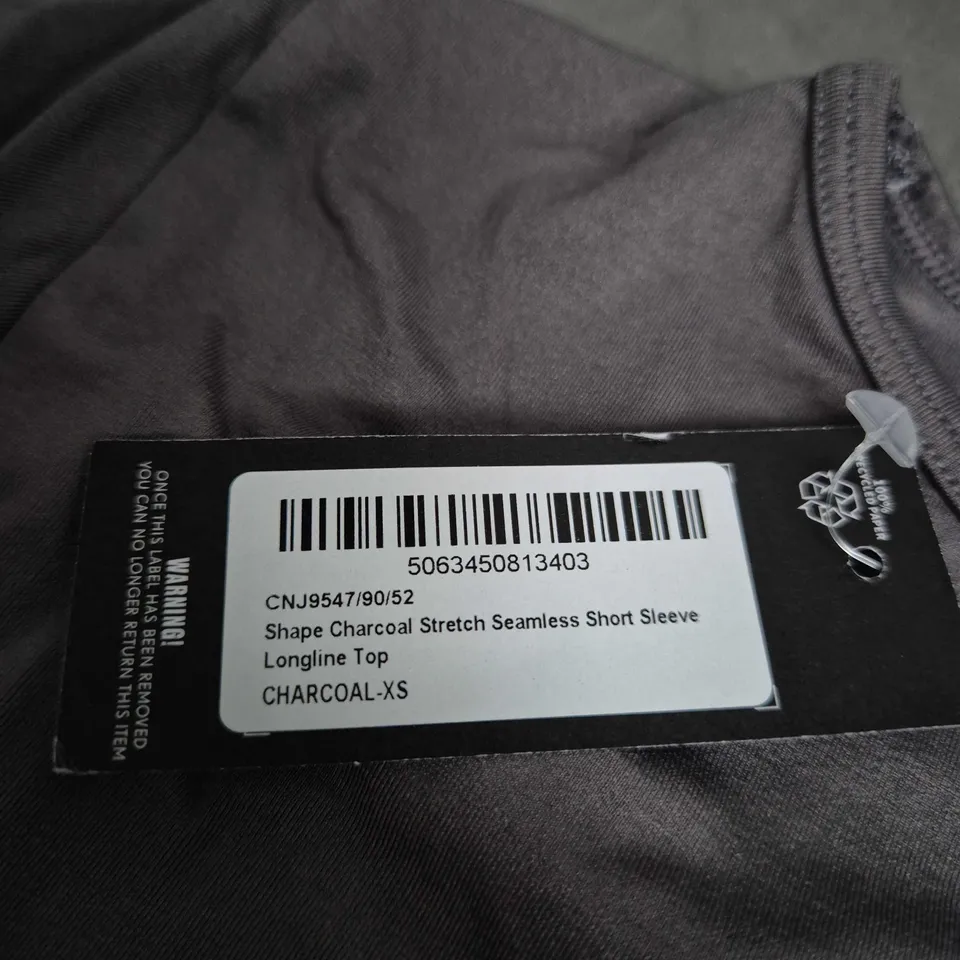 5063450813403
CNJ9547/90/52
Shape Charcoal Stretch Seamless Short Sleeve
Longline Top
CHARCOAL-XS
WARNING!
ONCE THIS LABEL HAS BEEN REMOVED
YOU CAN NO LONGER RETURN THIS ITEM
100%
RECYCLED PAPER